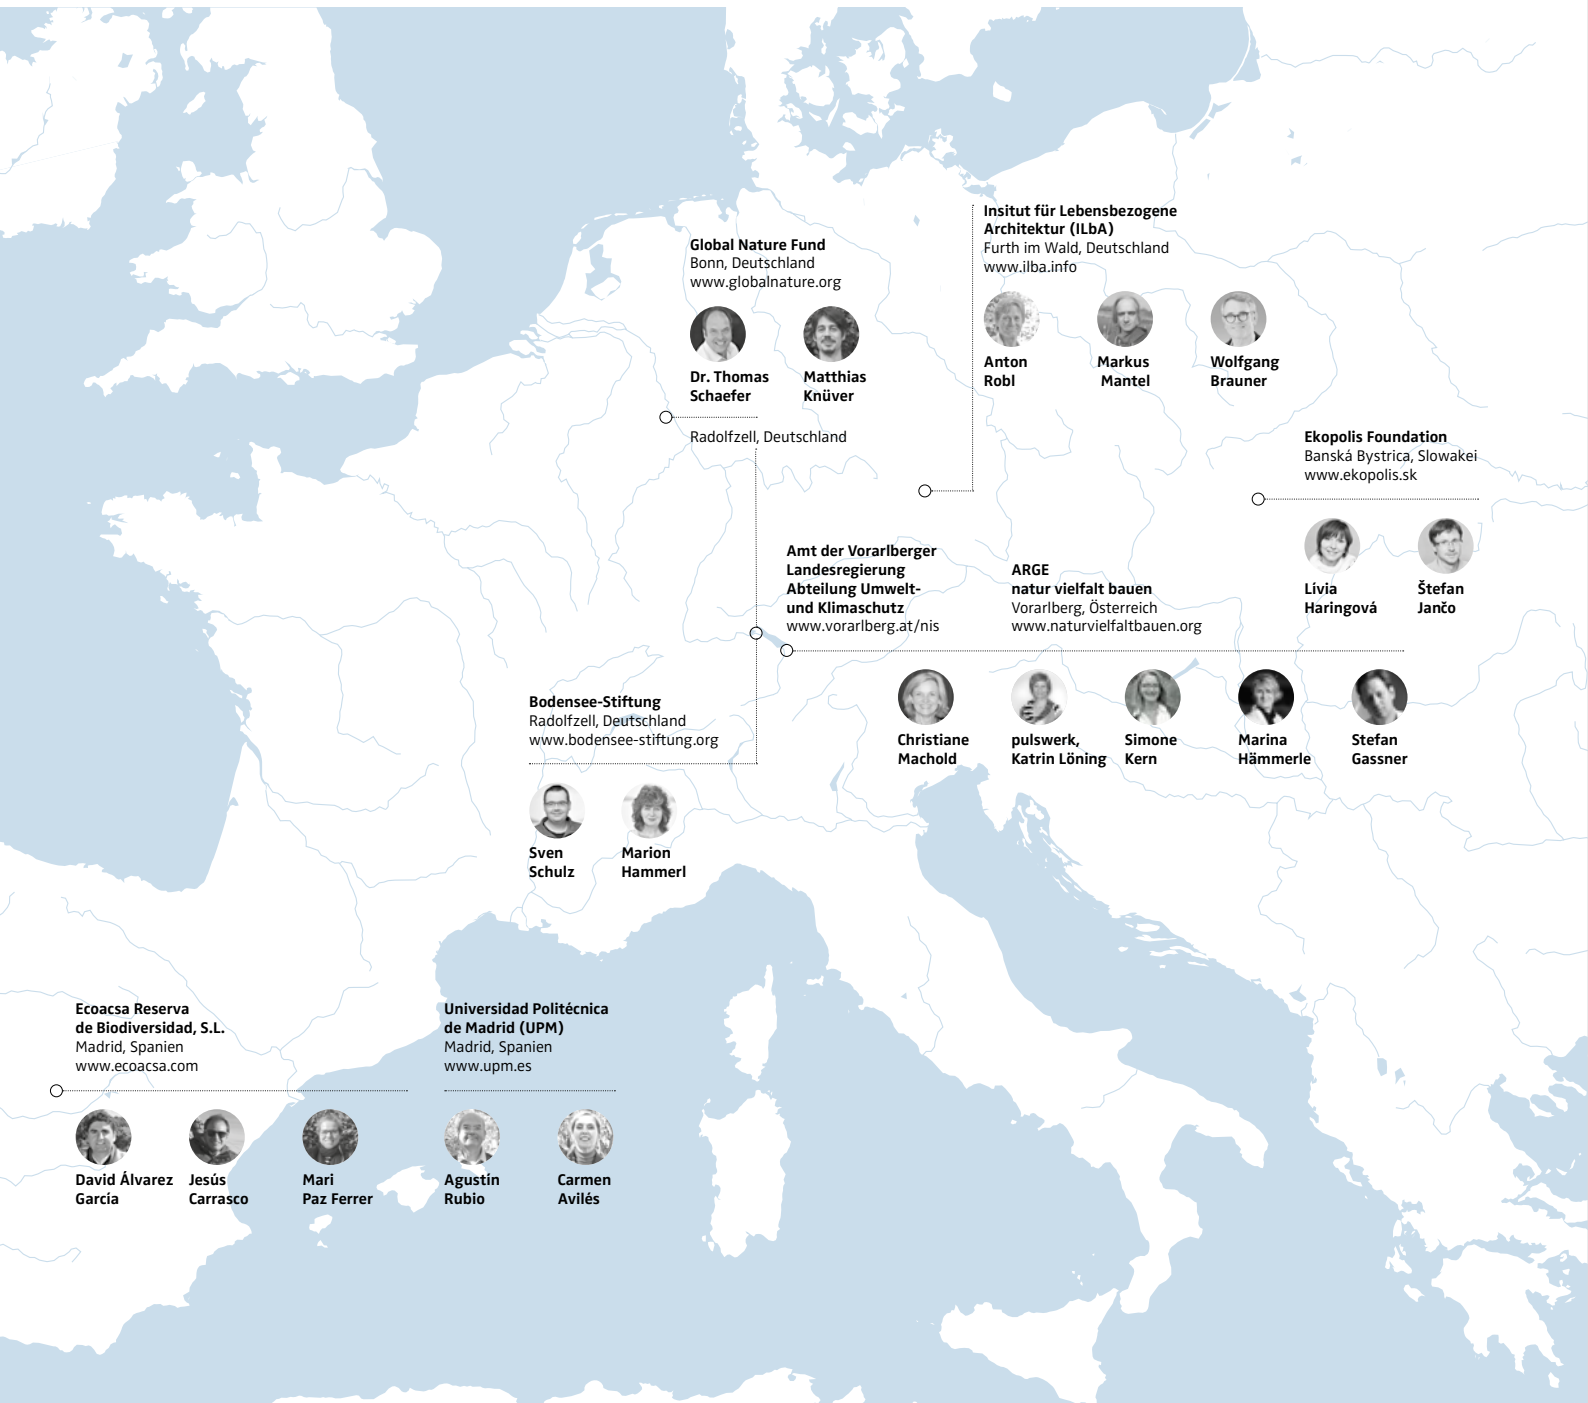 Insitut für Lebensbezogene
Architektur (ILbA)
Furth im Wald, Deutschland
www.ilba.info
Anton
Robl
Markus
Mantel
Wolfgang
Brauner
Global Nature Fund
Bonn, Deutschland
www.globalnature.org
Dr. Thomas
Schaefer
Matthias
Knüver
Radolfzell, Deutschland
Ekopolis Foundation
Banská Bystrica, Slowakei
www.ekopolis.sk
Lívia
Haringová
Štefan
Jančo
Amt der Vorarlberger
Landesregierung
Abteilung Umwelt-
und Klimaschutz
www.vorarlberg.at/nis
ARGE
natur vielfalt bauen
Vorarlberg, Österreich
www.naturvielfaltbauen.org
Christiane
Machold
pulswerk,
Katrin Löning
Simone
Kern
Marina
Hämmerle
Stefan
Gassner
Bodensee-Stiftung
Radolfzell, Deutschland
www.bodensee-stiftung.org
Sven
Schulz
Marion
Hammerl
Ecoacsa Reserva
de Biodiversidad, S.L.
Madrid, Spanien
www.ecoacsa.com
David Álvarez
García
Jesús
Carrasco
Mari
Paz Ferrer
Universidad Politécnica
de Madrid (UPM)
Madrid, Spanien
www.upm.es
Agustín
Rubio
Carmen
Avilés